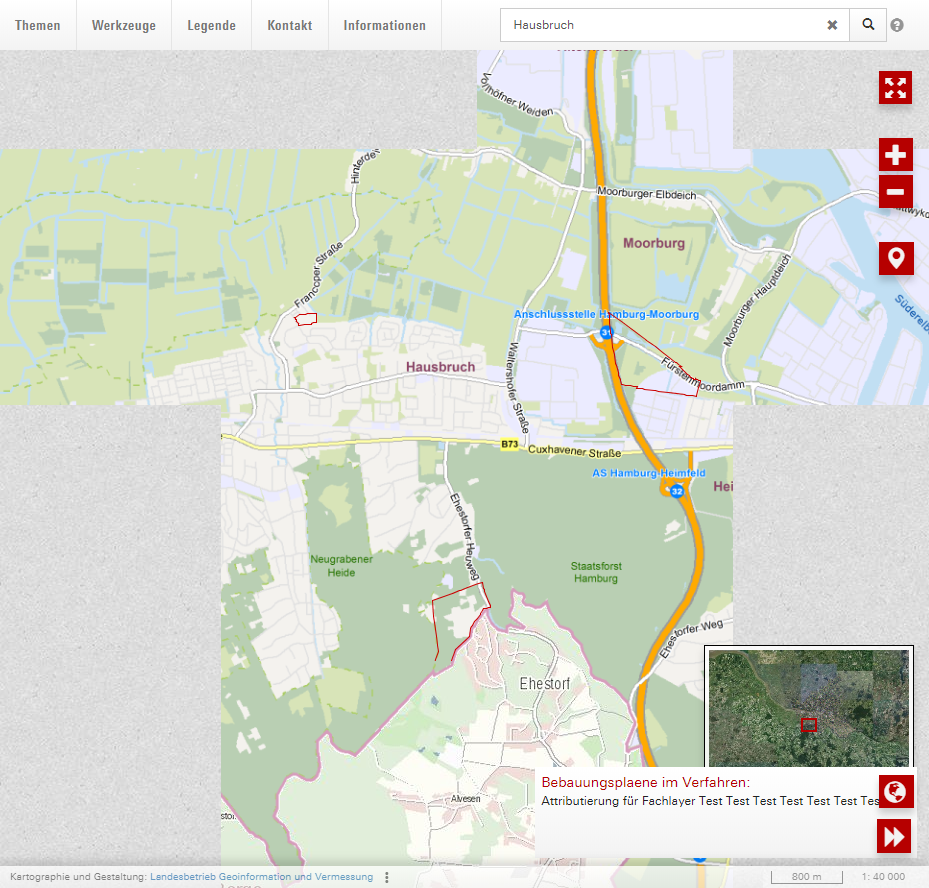 Themen
Werkzeuge
Legende
Kontakt
Informationen
Hausbruch
Vorhöfner Weiden
Hinterde
Moorburger Elbdeich
Moorburg
Francoper Straße
Moorburger Hauptdeich
Süderelb
Anschlussstelle Hamburg-Moorburg
31
Fürstenmoordamm
Hausbruch
Waltershofer Straße
B73
Cuxhavener Straße
AS Hamburg-Heimfeld
32
Hei
Ehestorfer Heuweg
Neugrabener
Heide
Staatsforst
Hamburg
Ehestorfer Weg
Ehestorf
Alvesen
Bebauungsplaene im Verfahren:
Attributierung für Fachlayer Test Test Test Test Test Test Tes
Kartographie und Gestaltung: Landesbetrieb Geoinformation und Vermessung
800 m
1: 40 000